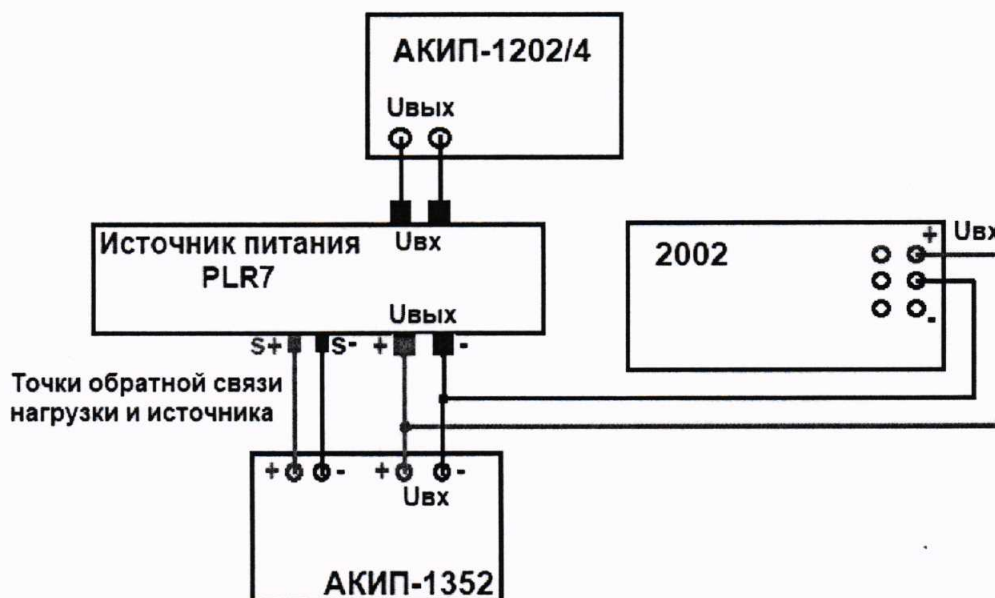 АКИП-1202/4
Uвых
Источник питания
PLR7
Uвх
Uвых
S+ S- + -
2002
+ Uвх
-
Точки обратной связи
нагрузки и источника
+ - + -
Uвх
АКИП-1352